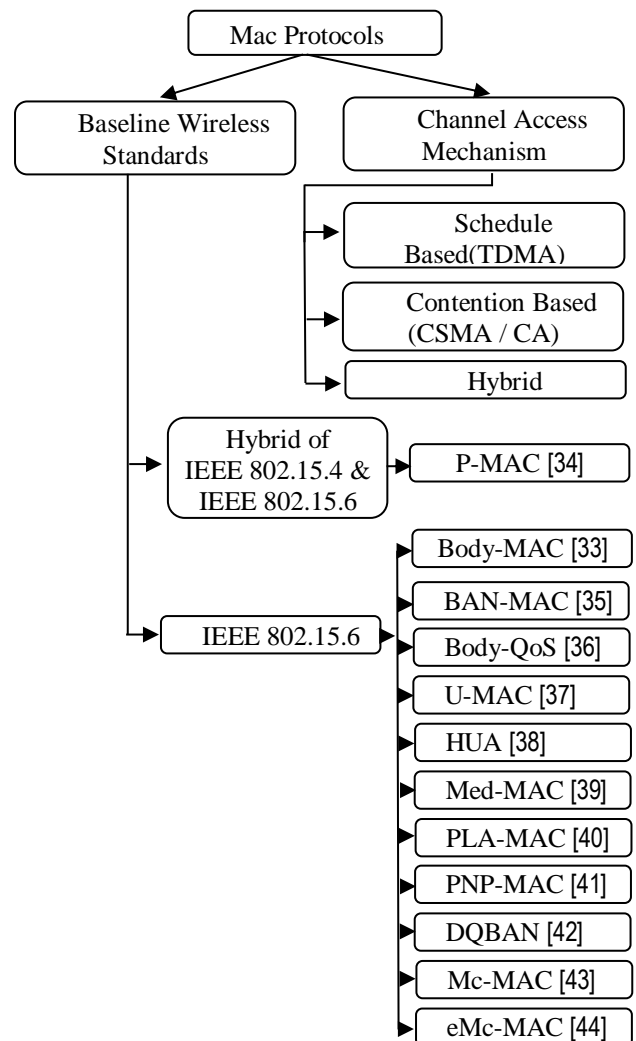 Mac Protocols
Baseline Wireless
Standards
Channel Access
Mechanism
Schedule
Based(TDMA)
Contention Based
(CSMA / CA)
Hybrid
Hybrid of
IEEE 802.15.4 &
IEEE 802.15.6
P-MAC [34]
IEEE 802.15.6
Body-MAC [33]
BAN-MAC [35]
Body-QoS [36]
U-MAC [37]
HUA [38]
Med-MAC [39]
PLA-MAC [40]
PNP-MAC [41]
DQBAN [42]
Mc-MAC [43]
eMc-MAC [44]